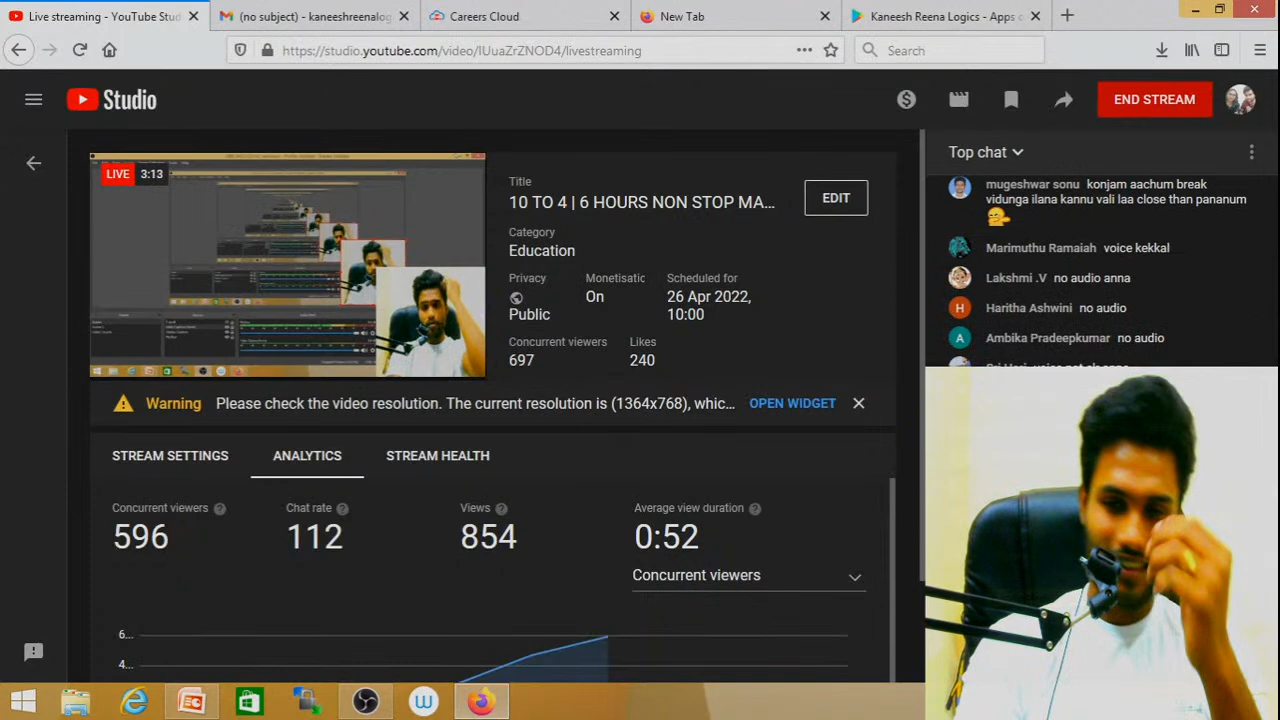 Live streaming - YouTube Stud
(no subject) - kaneeshreenalog
Careers Cloud
New Tab
Kaneesh Reena Logics - Apps o
https://studio.youtube.com/video/IUuaZrZNOD4/livestreaming
Search
Studio
END STREAM
LIVE 3:13
Title
10 TO 4 | 6 HOURS NON STOP MA...
EDIT
Category
Education
Privacy Monetisation Scheduled for
Public On 26 Apr 2022, 10:00
Concurrent viewers Likes
697 240
Top chat
mugeshwar sonu konjam aachum break
vidunga ilana kannu vali laa close than pananum
Marimuthu Ramaiah voice kekkal
Lakshmi .V no audio anna
Haritha Ashwini no audio
A Ambika Pradeepkumar no audio
H
Warning Please check the video resolution. The current resolution is (1364x768), whic... OPEN WIDGET
STREAM SETTINGS ANALYTICS STREAM HEALTH
Concurrent viewers Chat rate Views Average view duration
596 112 854 0:52
Concurrent viewers
6...
4...